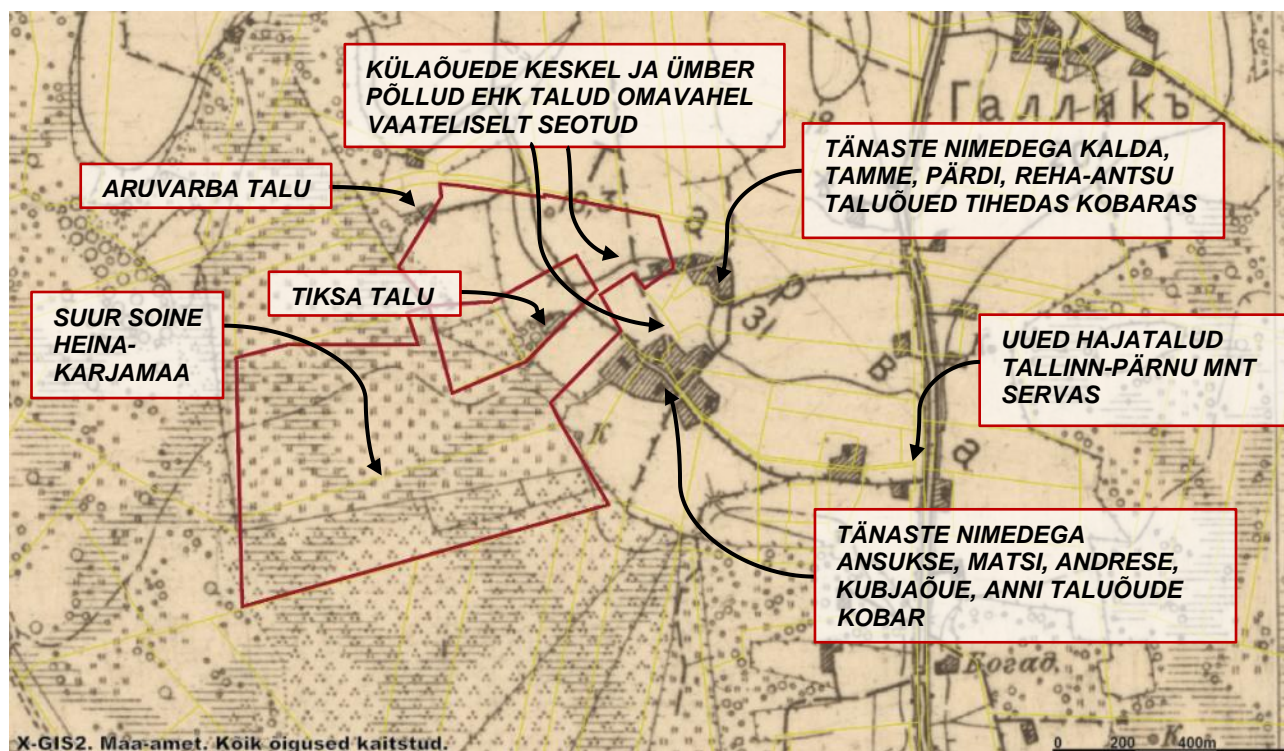 KÜLAÕUEDE KESKEL JA ÜMBER
PÕLLUD EHK TALUD OMAVAHEL
VAATELISELT SEOTUD
Галлякъ
TÄNASTE NIMEDEGA KALDA,
TAMME, PÄRDI, REHA-ANTSU
TALUÕUED TIHEDAS KOBARAS
ARUVARBA TALU
TIKSA TALU
SUUR SOINE
HEINA-
KARJAMAA
UUED HAJATALUD
TALLINN-PÄRNU MNT
SERVAS
К
TÄNASTE NIMEDEGA
ANSUKSE, MATSI, ANDRESE,
KUBJAÕUE, ANNI TALUÕUDE
KOBAR
Богад.
X-GIS2. Maa-amet. Kõik õigused kaitstud.
0 200 400m